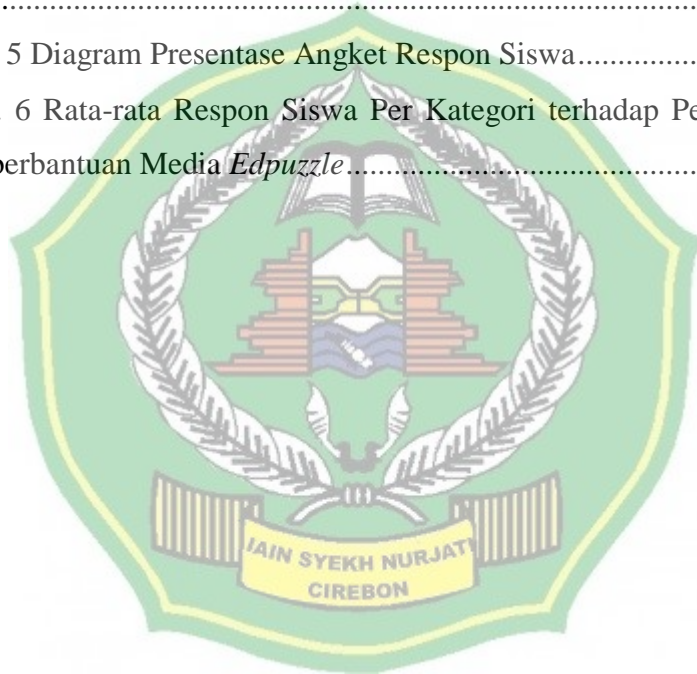 ............................................................
5 Diagram Presentase Angket Respon Siswa................
. 6 Rata-rata Respon Siswa Per Kategori terhadap Pe
perbantuan Media Edpuzzle....................................
IAIN SYEKH NURJATI
CIREBON